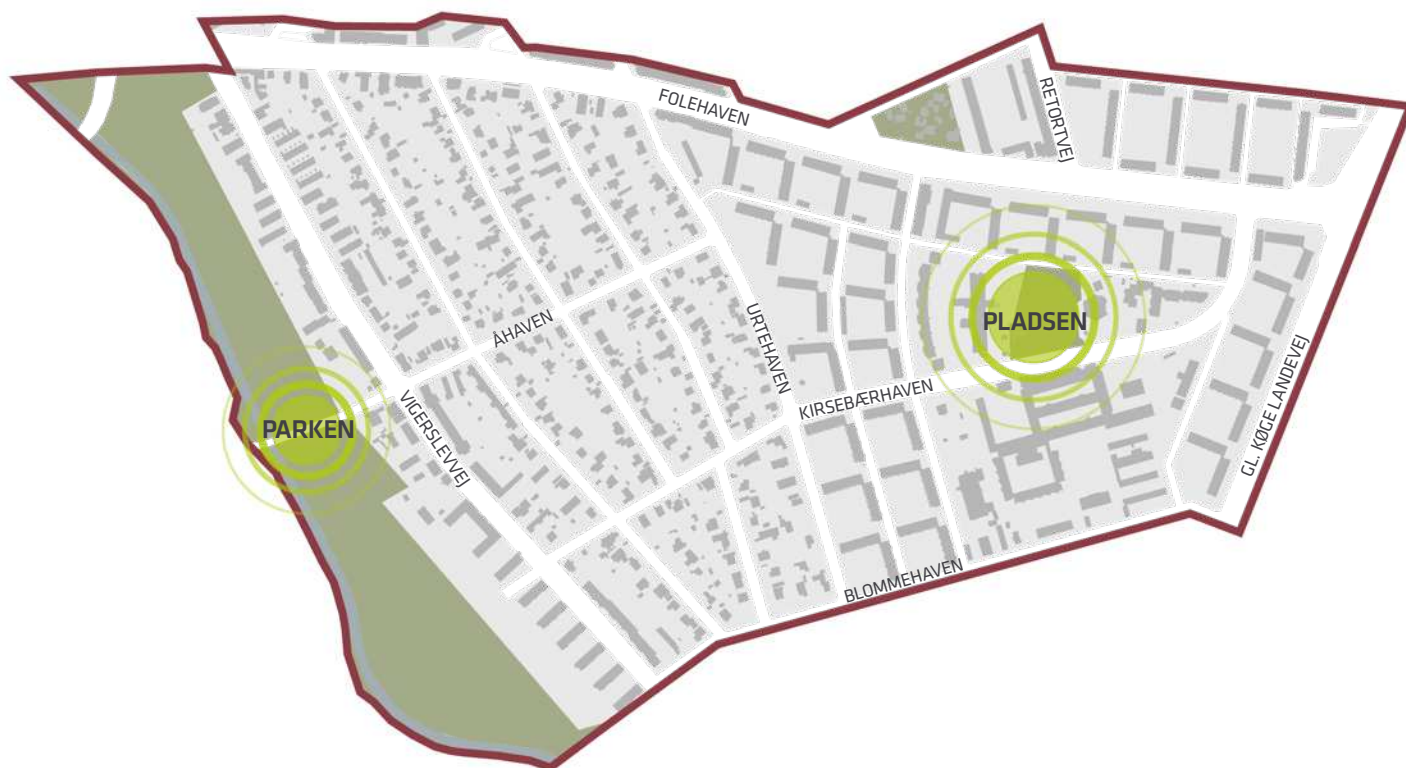 FOLEHAVEN
RETORTVEJ
PLADSEN
ÅHAVEN
URTEHAVEN
KIRSEBÆRHAVEN
GL. KØGE LANDEVEJ
PARKEN
VIGERSLEVVEJ
BLOMMEHAVEN